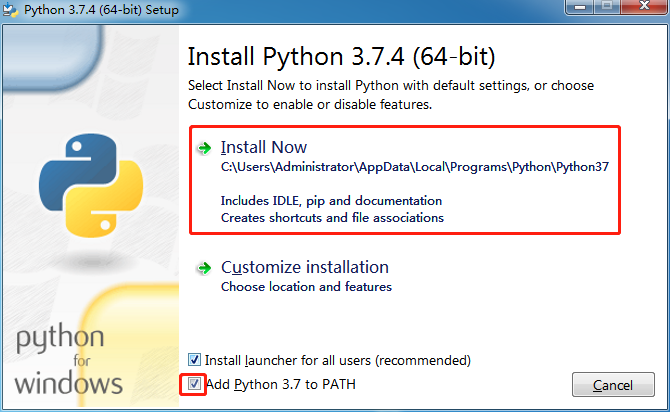 Python 3.7.4 (64-bit) Setup
Install Python 3.7.4 (64-bit)
Select Install Now to install Python with default settings, or choose
Customize to enable or disable features.
Install Now
C:\Users\Administrator\AppData\Local\Programs\Python\Python37
Includes IDLE, pip and documentation
Creates shortcuts and file associations
Customize installation
Choose location and features
python
for
windows
Install launcher for all users (recommended)
Add Python 3.7 to PATH
Cancel